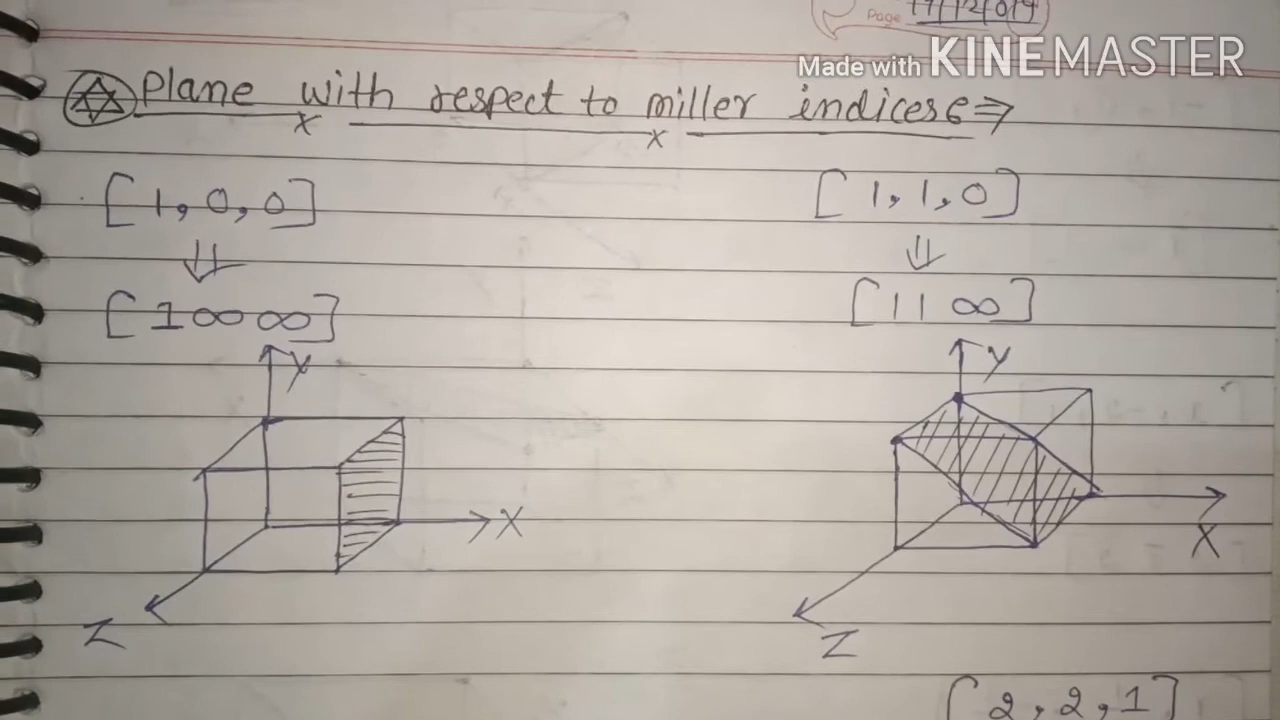 Page
Made with KINEMASTER
Plane with respect to miller indices ⇒
[1, 0, 0]
⇓
[1 ∞ ∞]
Y
X
Z
[1, 1, 0]
⇓
[1 1 ∞]
Y
X
Z
[2, 2, 1]